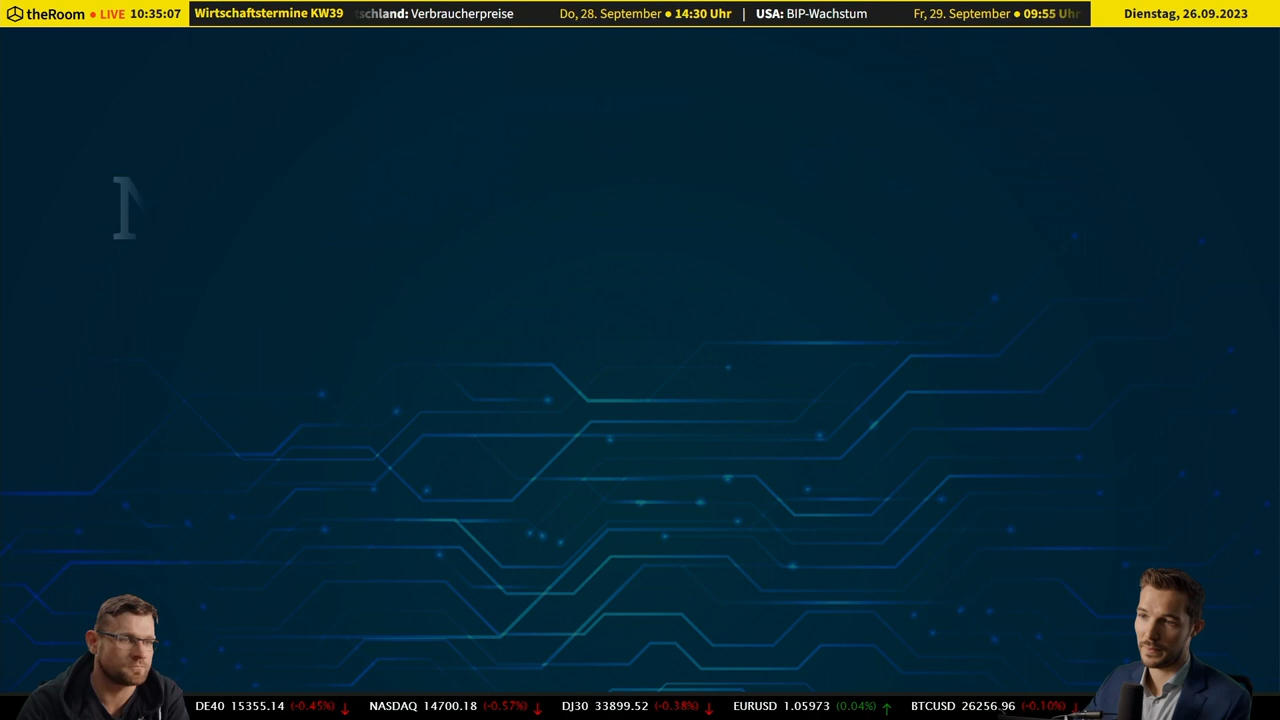 theRoom ● LIVE 10:35:07 Wirtschaftstermine KW39 schland: Verbraucherpreise Do, 28. September ● 14:30 Uhr | USA: BIP-Wachstum Fr, 29. September ● 09:55 Uhr Dienstag, 26.09.2023
N
DE40 15355.14 (-0.45%) ↓ NASDAQ 14700.18 (-0.57%) ↓ DJ30 33899.52 (-0.38%) ↓ EURUSD 1.05973 (0.04%) ↑ BTCUSD 26256.96 (-0.10%) ↓